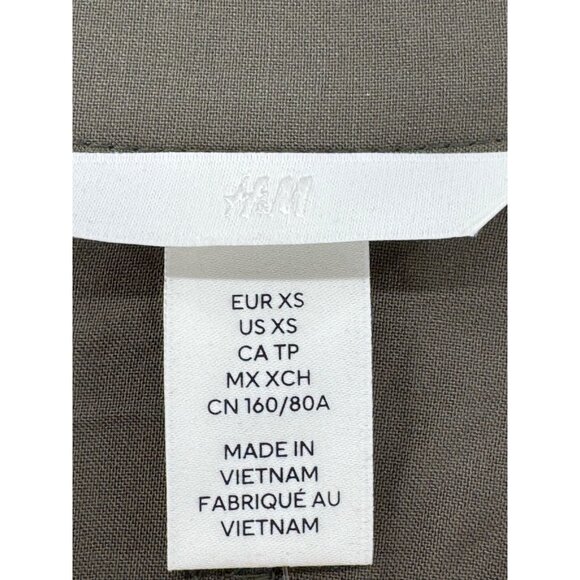 H&M
EUR XS
US XS
CA TP
MX XCH
CN 160/80A
MADE IN
VIETNAM
FABRIQUÉ AU
VIETNAM